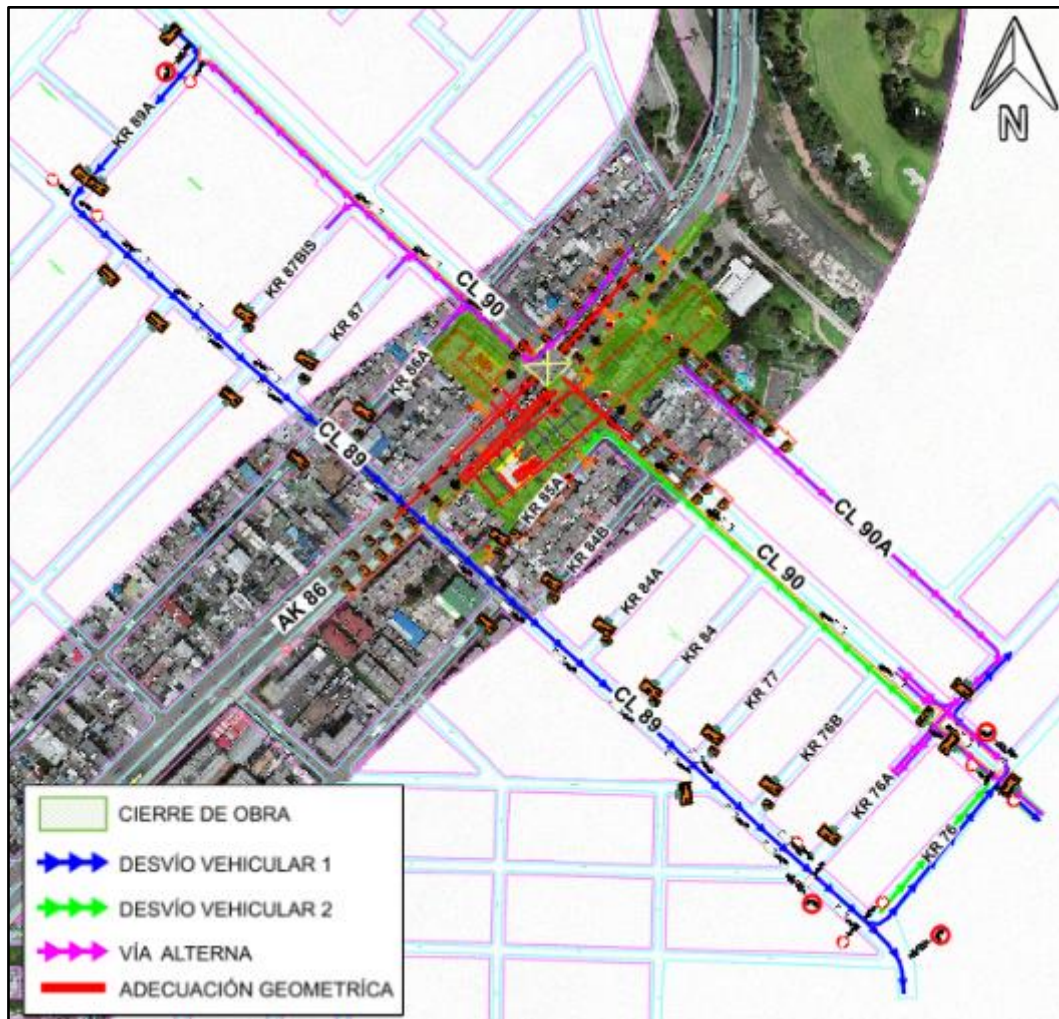 N
KR 89A
KR 87BIS
KR 87
CL 90
KR 86A
CL 89
KR 85A
KR 84B
AK 86
CL 90A
CL 90
KR 84A
KR 84
CL 89
KR 77
KR 76B
KR 76A
KR 76
CIERRE DE OBRA
DESVÍO VEHICULAR 1
DESVÍO VEHICULAR 2
VÍA ALTERNA
ADECUACIÓN GEOMETRÍCA